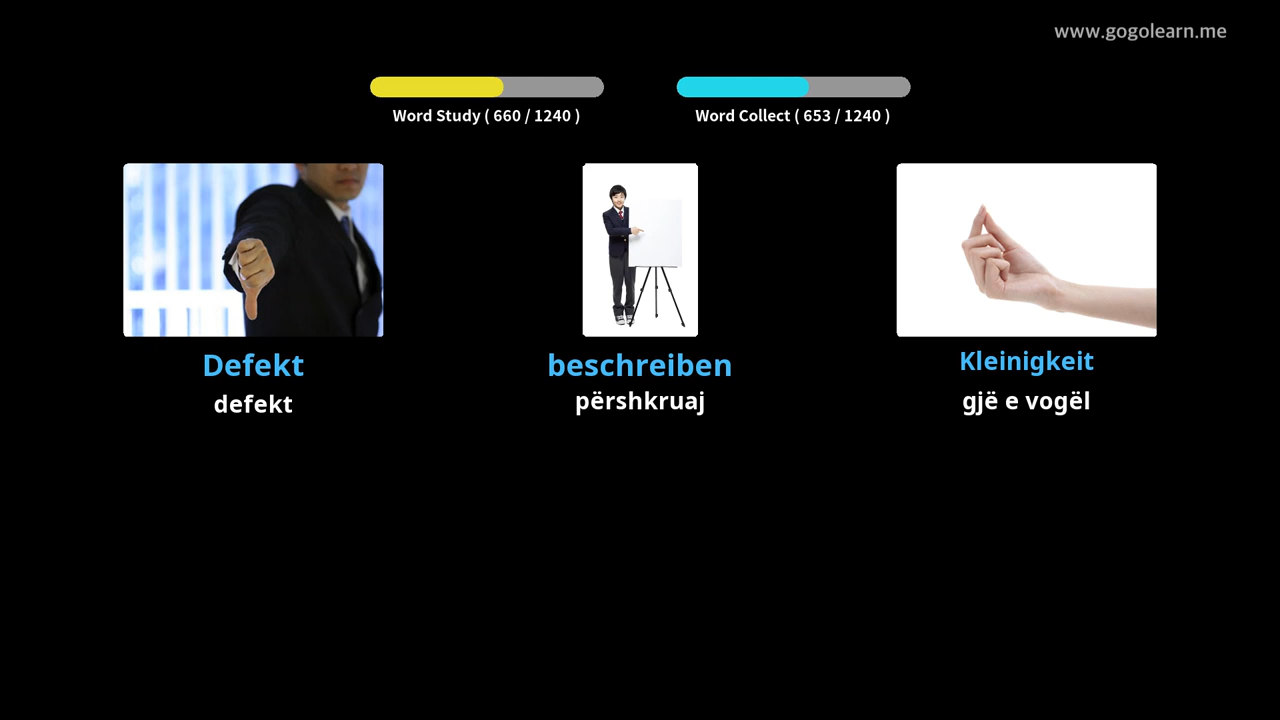 www.gogolearn.me
Word Study ( 660 / 1240 )
Word Collect ( 653 / 1240 )
Defekt
beschreiben
Kleinigkeit
defekt
përshkruaj
gjë e vogël